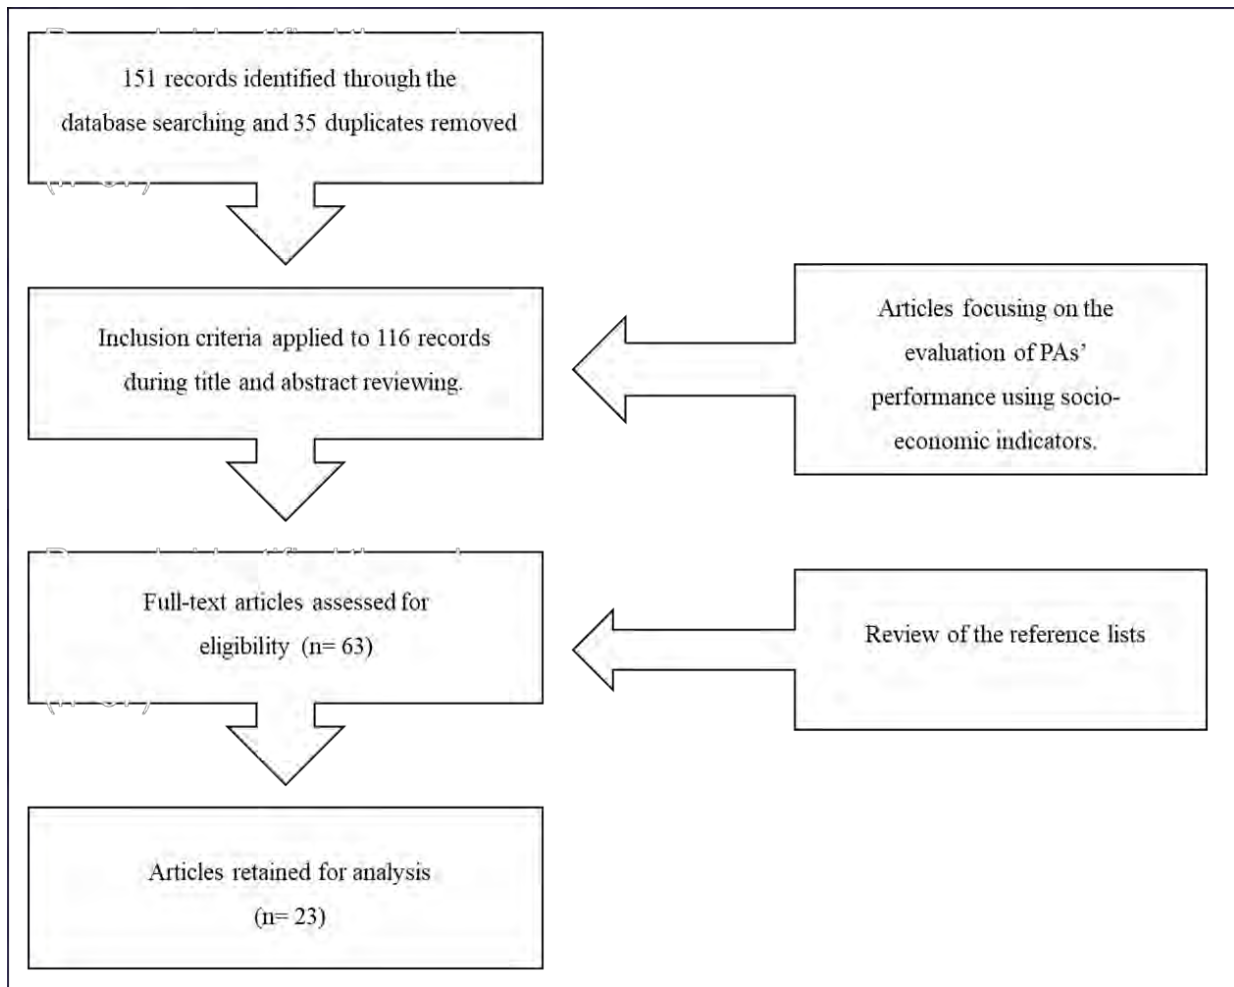 151 records identified through the
database searching and 35 duplicates removed
Inclusion criteria applied to 116 records
during title and abstract reviewing.
Articles focusing on the
evaluation of PAs’
performance using socio-
economic indicators.
Full-text articles assessed for
eligibility (n= 63)
Review of the reference lists
Articles retained for analysis
(n= 23)